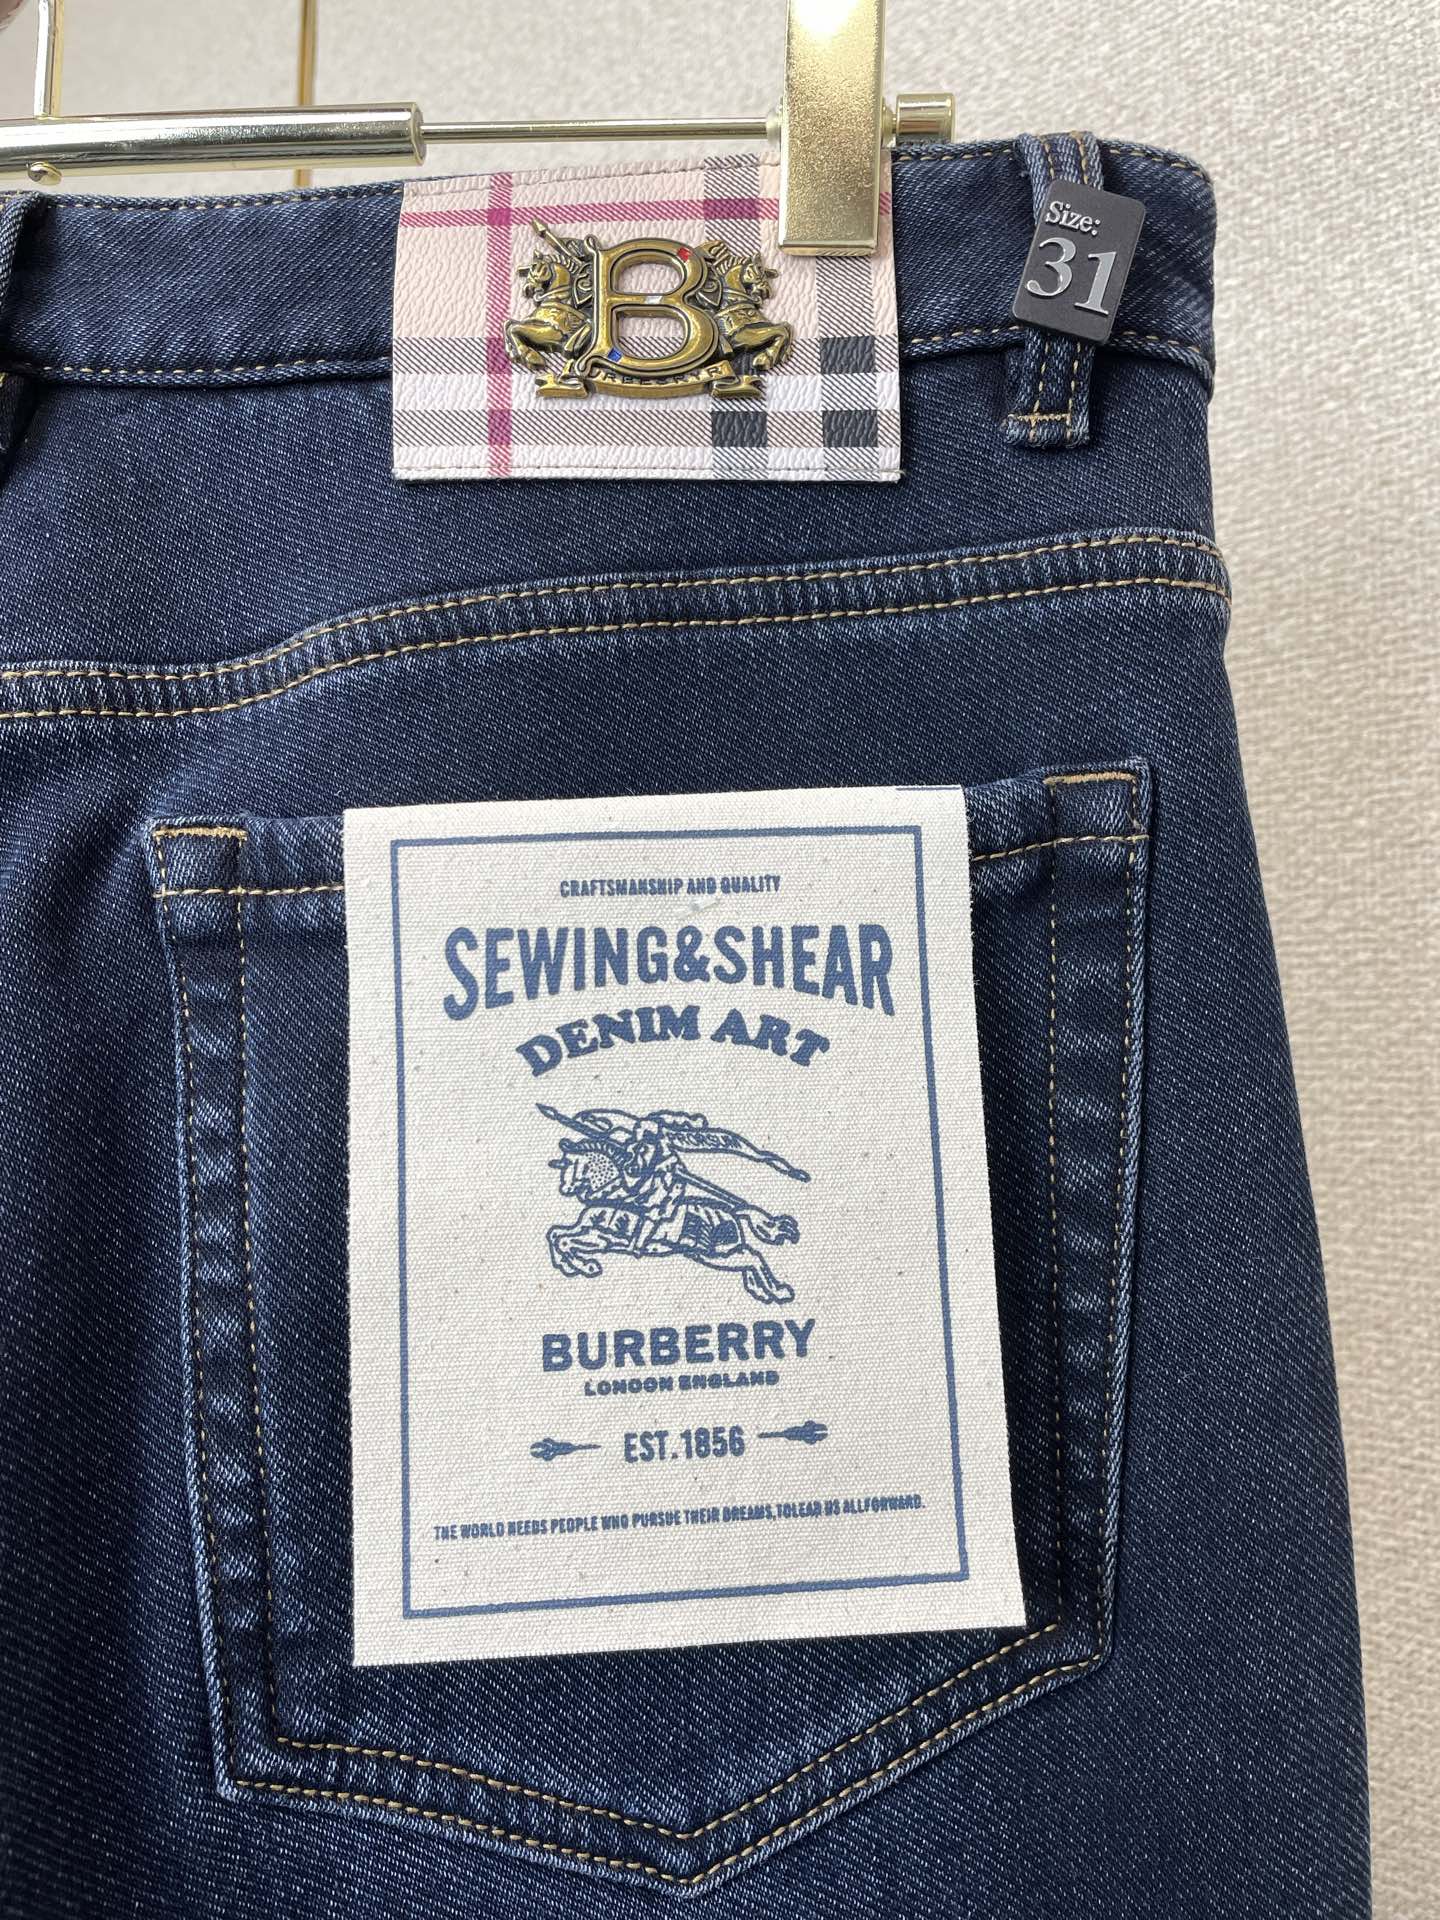 Size:
31
B
CRAFTSMANSHIP AND QUALITY
SEWING&SHEAR
DENIM ART
PRORSUM
BURBERRY
LONDON ENGLAND
EST.1856
THE WORLD NEEDS PEOPLE WHO PURSUE THEIR DREAMS,TOLEAD US ALLFORWARD.